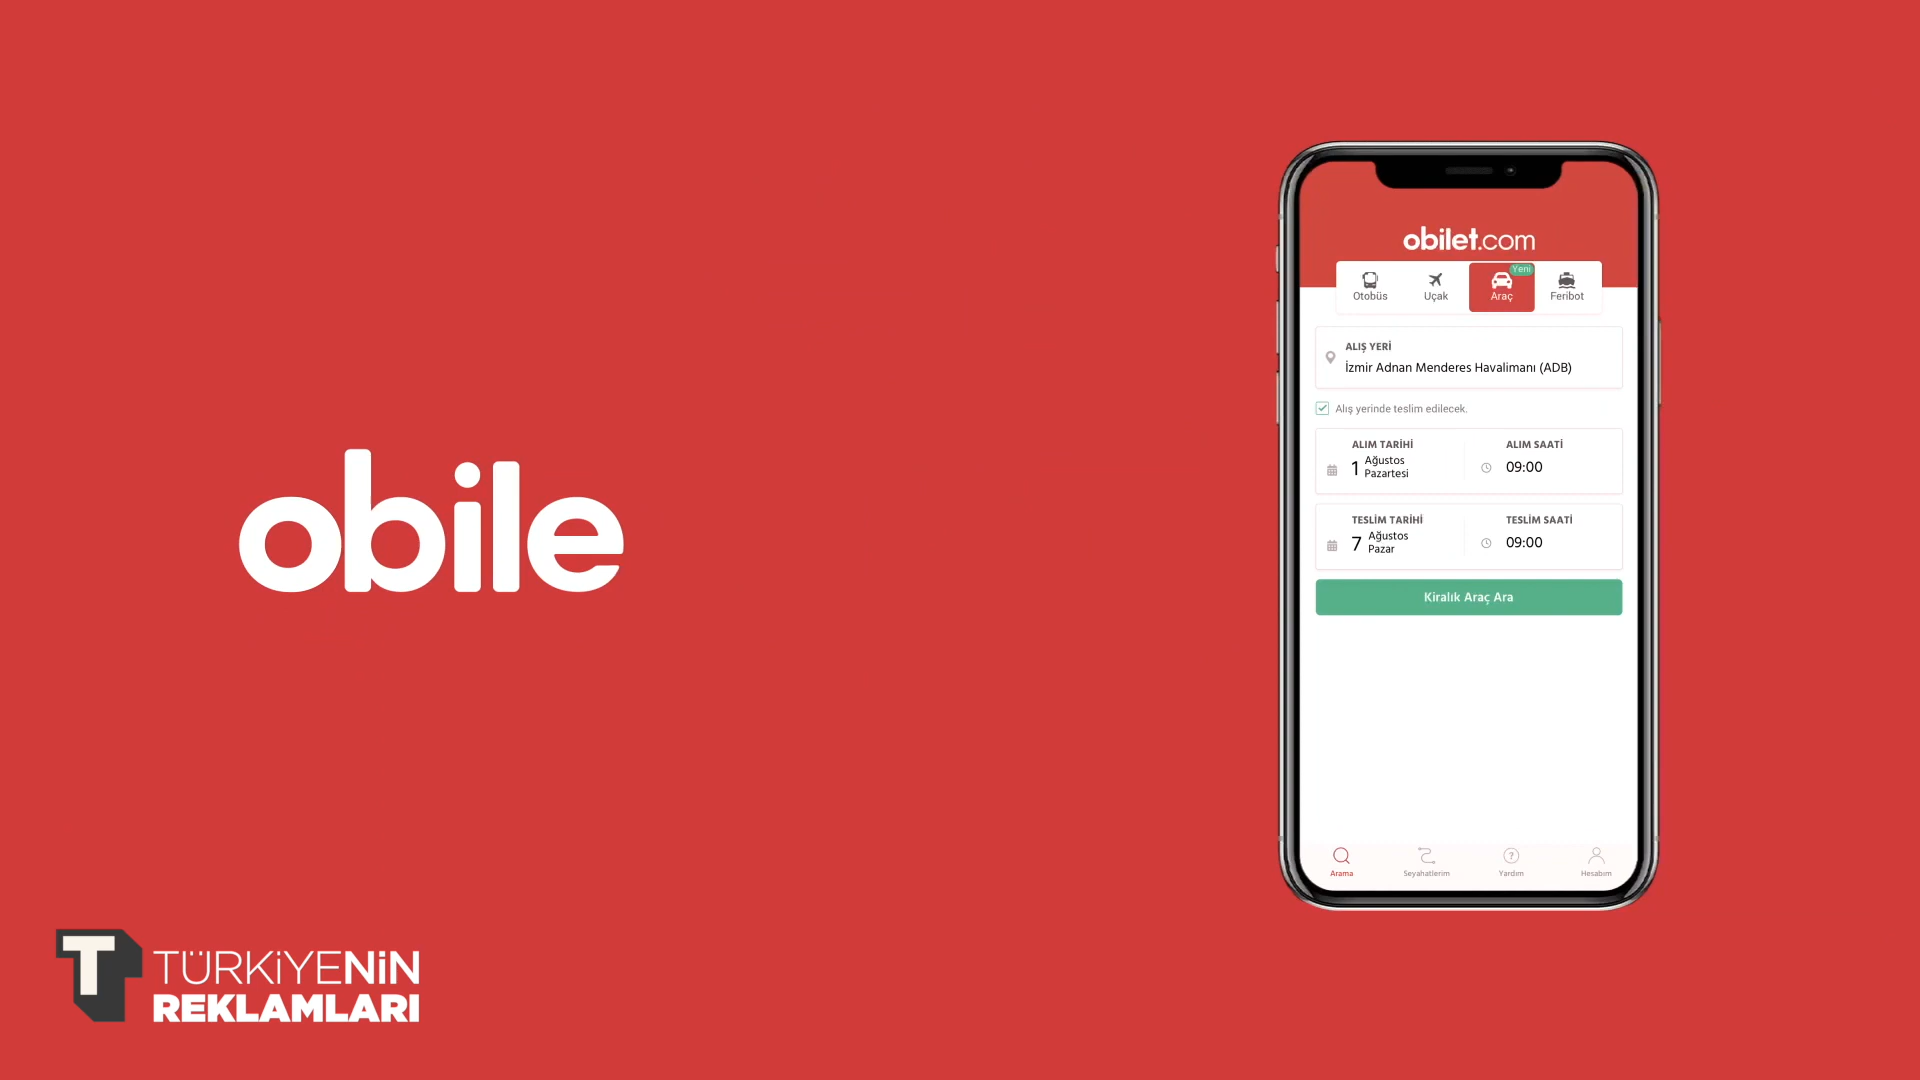 obile
obilet.com
Yeni
Otobüs
Uçak
Araç
Feribot
ALIŞ YERİ
İzmir Adnan Menderes Havalimanı (ADB)
Alış yerinde teslim edilecek.
ALIM TARİHİ
1 Ağustos
Pazartesi
ALIM SAATİ
09:00
TESLİM TARİHİ
7 Ağustos
Pazar
TESLİM SAATİ
09:00
Kiralık Araç Ara
Arama
Seyahatlerim
Yardım
Hesabım
TÜRKİYENİN
REKLAMLARI